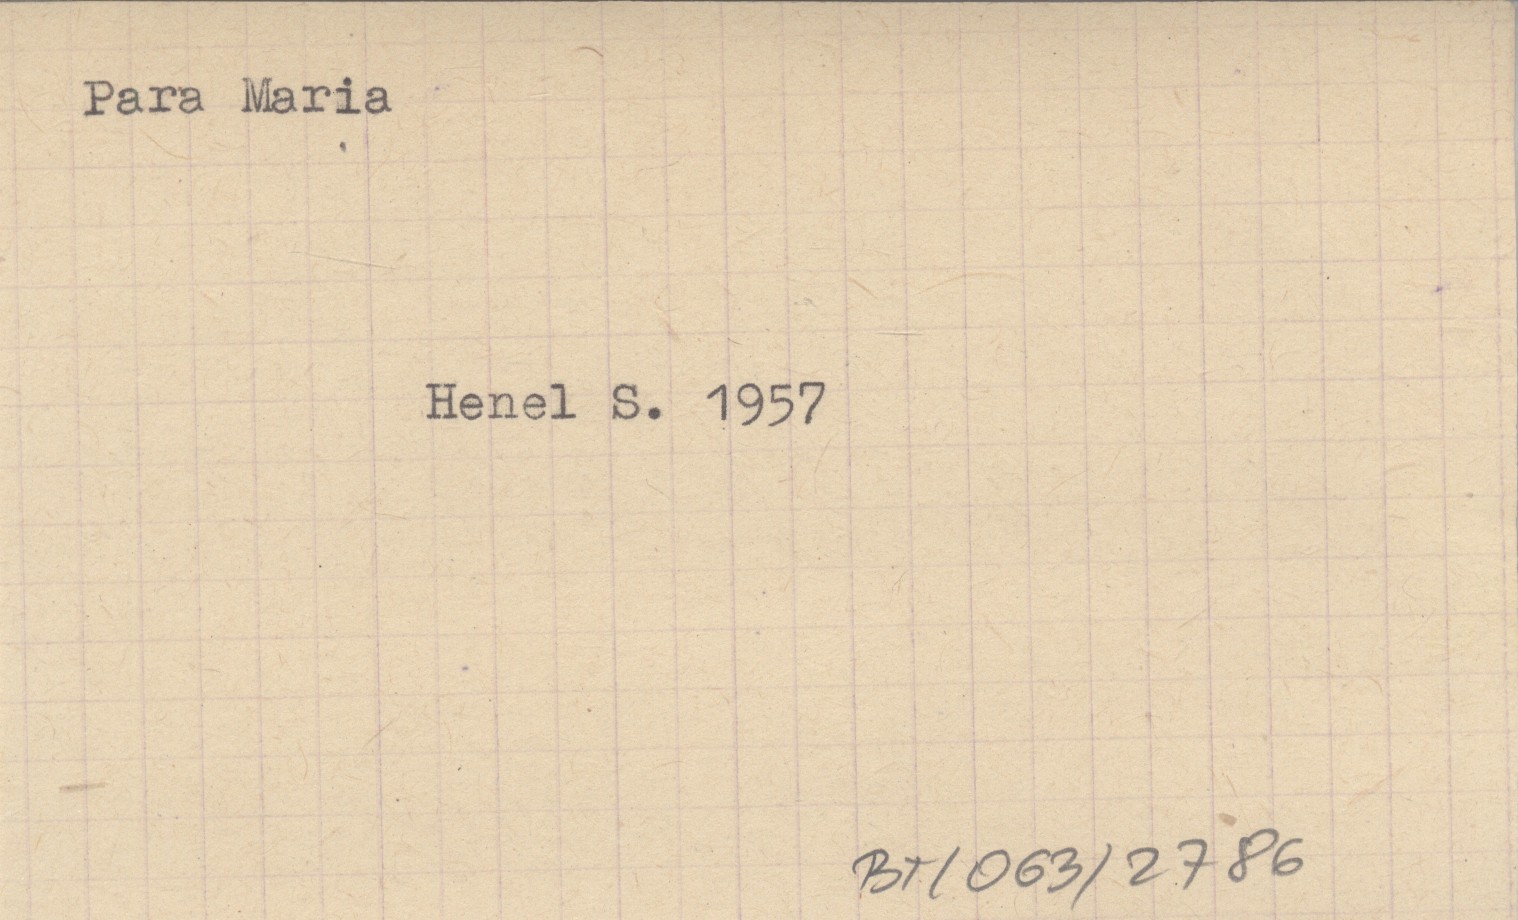 Para Maria
Henel S. 1957
BT/063/2786